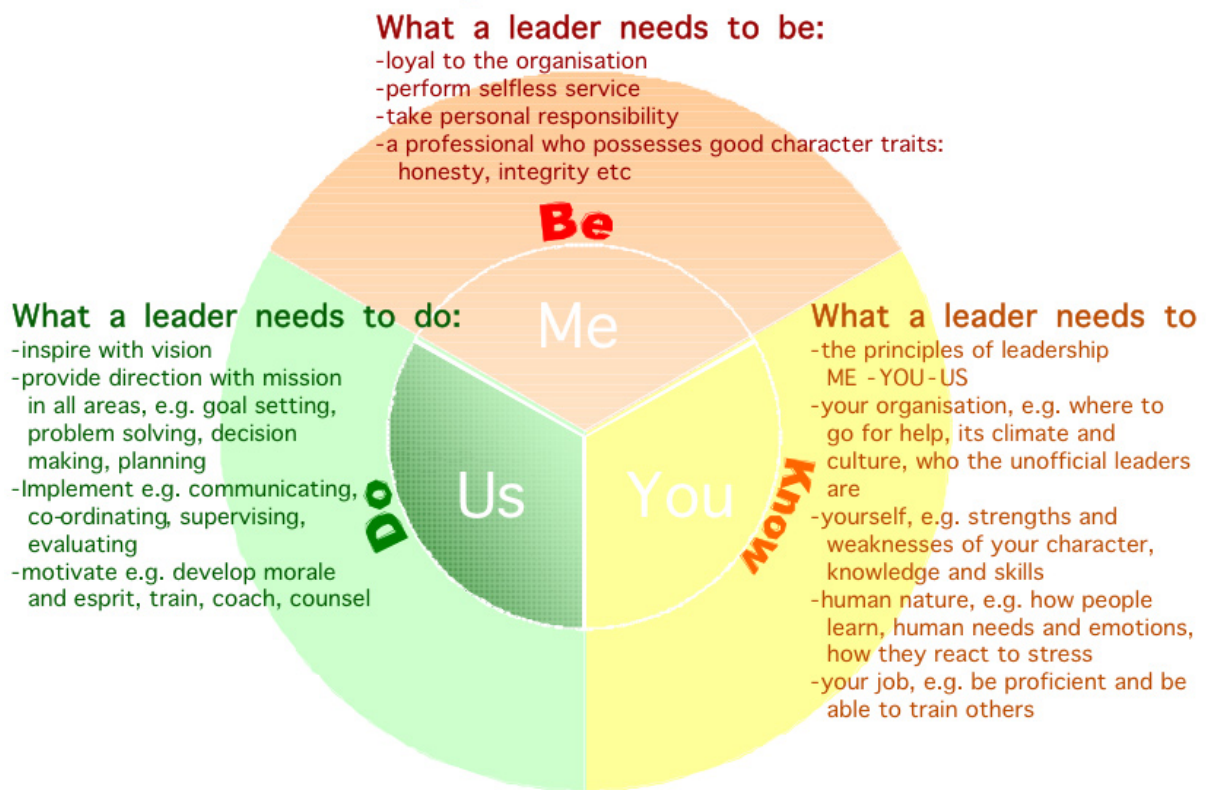 What a leader needs to be:
-loyal to the organisation
-perform selfless service
-take personal responsibility
-a professional who possesses good character traits:
honesty, integrity etc
Be
Me
What a leader needs to do:
-inspire with vision
-provide direction with mission
in all areas, e.g. goal setting,
problem solving, decision
making, planning
-Implement e.g. communicating,
co-ordinating, supervising,
evaluating
-motivate e.g. develop morale
and esprit, train, coach, counsel
Do
Us
You
Know
What a leader needs to
-the principles of leadership
ME -YOU-US
-your organisation, e.g. where to
go for help, its climate and
culture, who the unofficial leaders
are
-yourself, e.g. strengths and
weaknesses of your character,
knowledge and skills
-human nature, e.g. how people
learn, human needs and emotions,
how they react to stress
-your job, e.g. be proficient and be
able to train others